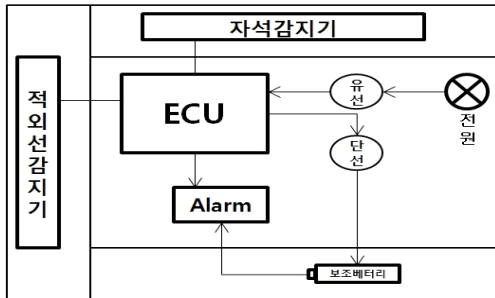 자석감지기
적외선감지기
ECU
유선
전원
단선
Alarm
보조베터리